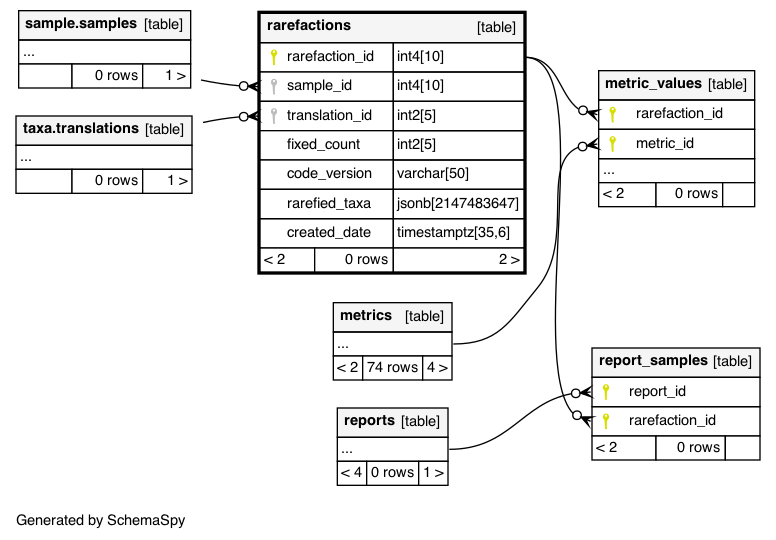 sample.samples [table]
...
0 rows 1 >
taxa.translations [table]
...
0 rows 1 >
rarefactions [table]
rarefaction_id int4[10]
sample_id int4[10]
translation_id int2[5]
fixed_count int2[5]
code_version varchar[50]
rarefied_taxa jsonb[2147483647]
created_date timestamptz[35,6]
< 2 0 rows 2 >
metric_values [table]
rarefaction_id
metric_id
...
< 2 0 rows
metrics [table]
...
< 2 74 rows 4 >
reports [table]
...
< 4 0 rows 1 >
report_samples [table]
report_id
rarefaction_id
< 2 0 rows
Generated by SchemaSpy